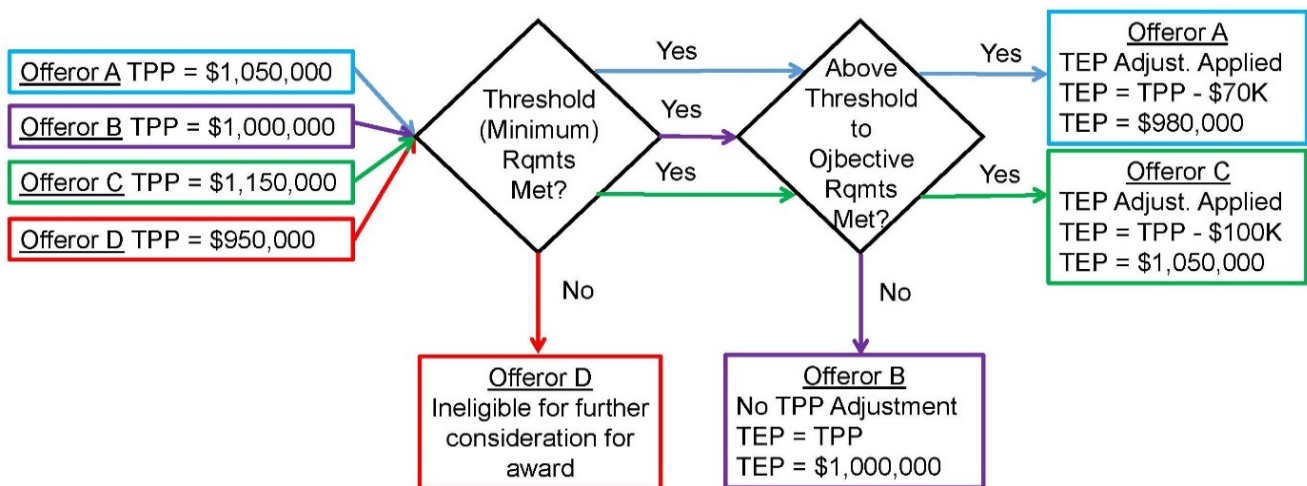 Offeror A TPP = $1,050,000
Offeror B TPP = $1,000,000
Offeror C TPP = $1,150,000
Offeror D TPP = $950,000
Threshold
(Minimum)
Rqmts
Met?
Yes
Yes
Yes
No
Above
Threshold
to
Ojbective
Rqmts
Met?
Yes
Yes
No
Offeror A
TEP Adjust. Applied
TEP = TPP - $70K
TEP = $980,000
Offeror C
TEP Adjust. Applied
TEP = TPP - $100K
TEP = $1,050,000
Offeror D
Ineligible for further
consideration for
award
Offeror B
No TPP Adjustment
TEP = TPP
TEP = $1,000,000